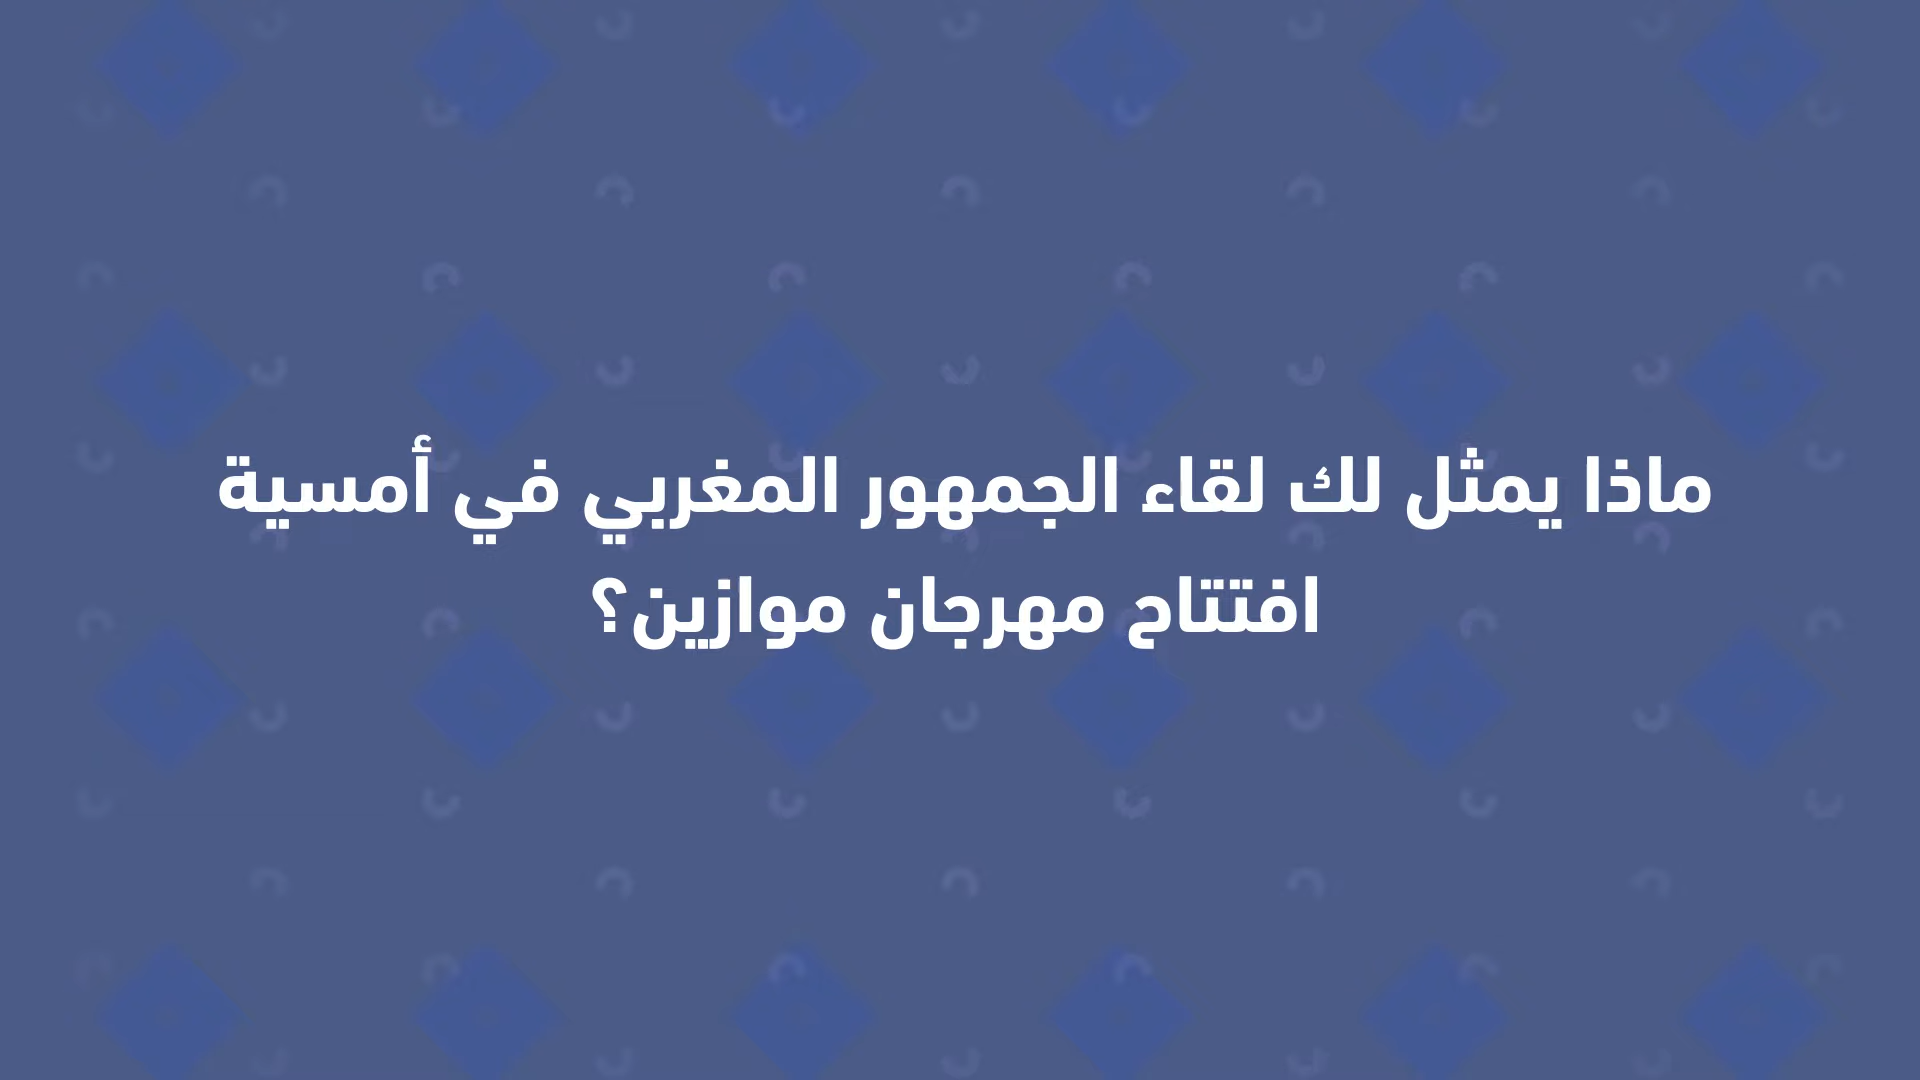 ماذا يمثل لك لقاء الجمهور المغربي في أمسية
افتتاح مهرجان موازين؟